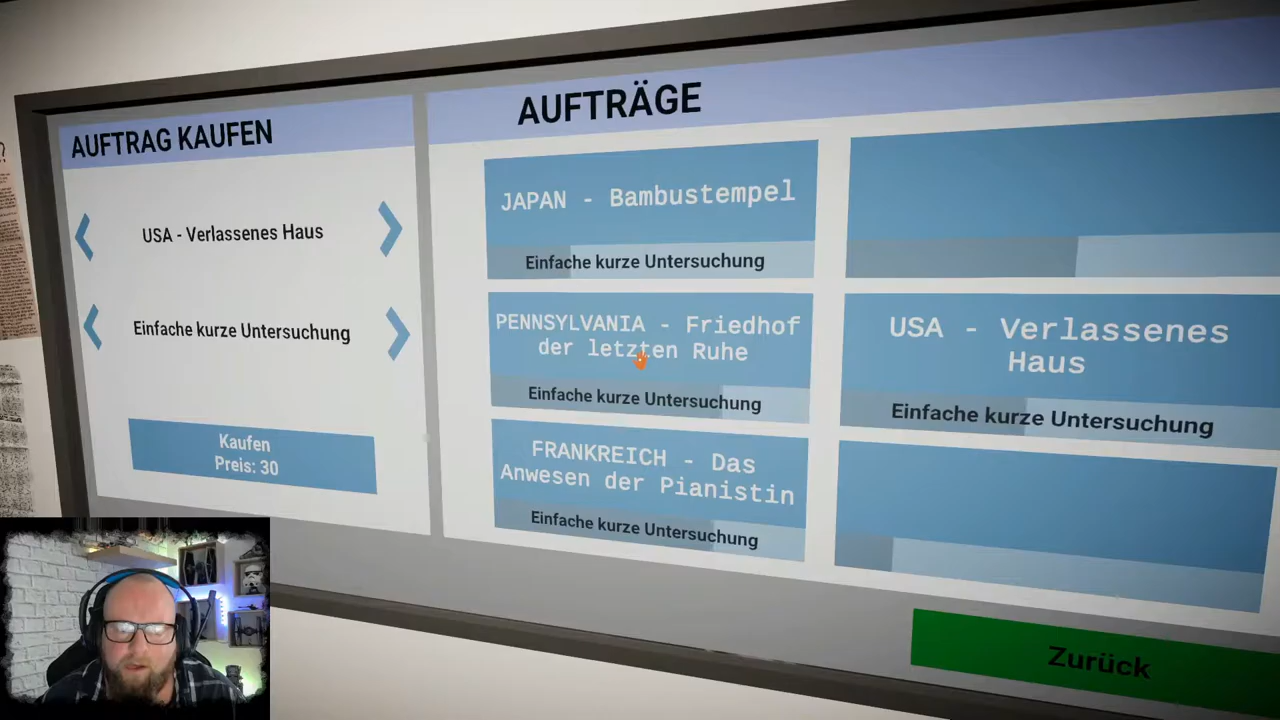 AUFTRAG KAUFEN
USA - Verlassenes Haus
Einfache kurze Untersuchung
Kaufen
Preis: 30
AUFTRÄGE
JAPAN - Bambustempel
Einfache kurze Untersuchung
PENNSYLVANIA - Friedhof
der letzten Ruhe
Einfache kurze Untersuchung
FRANKREICH - Das
Anwesen der Pianistin
Einfache kurze Untersuchung
USA - Verlassenes
Haus
Einfache kurze Untersuchung
Zurück